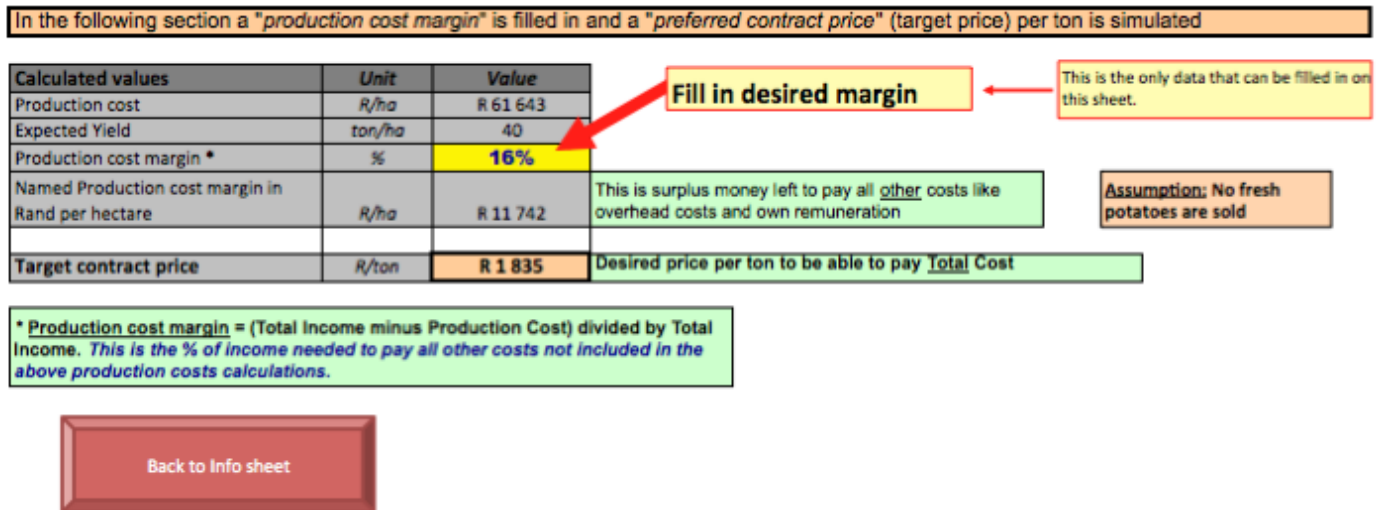 In the following section a "production cost margin" is filled in and a "preferred contract price" (target price) per ton is simulated
Calculated values Unit Value
Production cost R/ha R 61 643
Expected Yield ton/ha 40
Production cost margin * % 16%
Named Production cost margin in
Rand per hectare R/ha R 11 742
Target contract price R/ton R 1 835
Fill in desired margin
This is the only data that can be filled in on
this sheet.
This is surplus money left to pay all other costs like
overhead costs and own remuneration
Assumption: No fresh
potatoes are sold
Desired price per ton to be able to pay Total Cost
* Production cost margin = (Total Income minus Production Cost) divided by Total
Income. This is the % of income needed to pay all other costs not included in the
above production costs calculations.
Back to Info sheet